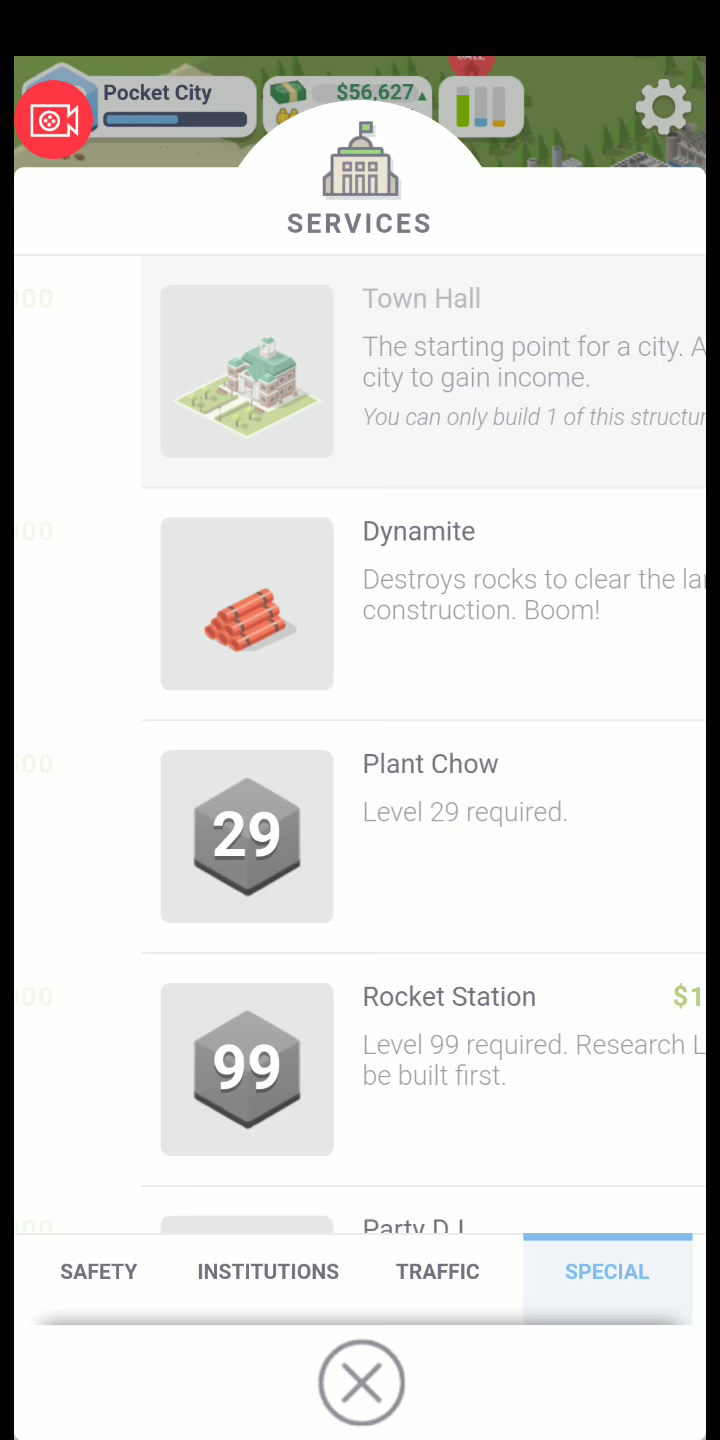 Pocket City
$56,627
SERVICES
000
Town Hall
The starting point for a city. A
city to gain income.
You can only build 1 of this structur
Dynamite
Destroys rocks to clear the la
construction. Boom!
29
Plant Chow
Level 29 required.
99
Rocket Station
$1
Level 99 required. Research L
be built first.
SAFETY
INSTITUTIONS
TRAFFIC
SPECIAL